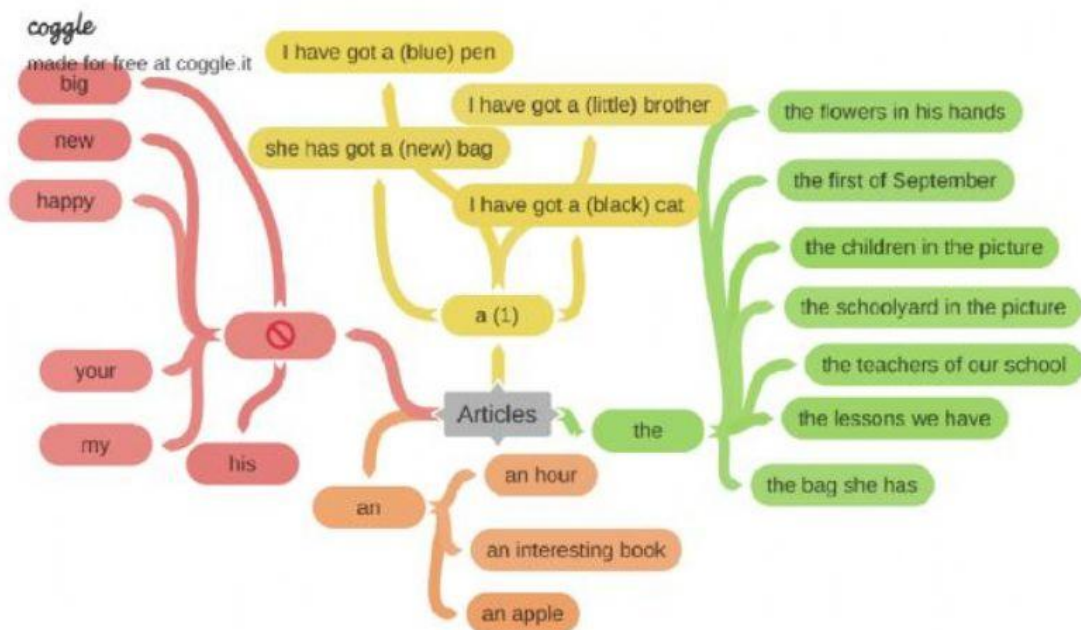 coggle
made for free at coggle.it
big
new
happy
your
my
his
I have got a (blue) pen
I have got a (little) brother
she has got a (new) bag
I have got a (black) cat
a (1)
Articles
the
the flowers in his hands
the first of September
the children in the picture
the schoolyard in the picture
the teachers of our school
the lessons we have
the bag she has
an
an hour
an interesting book
an apple